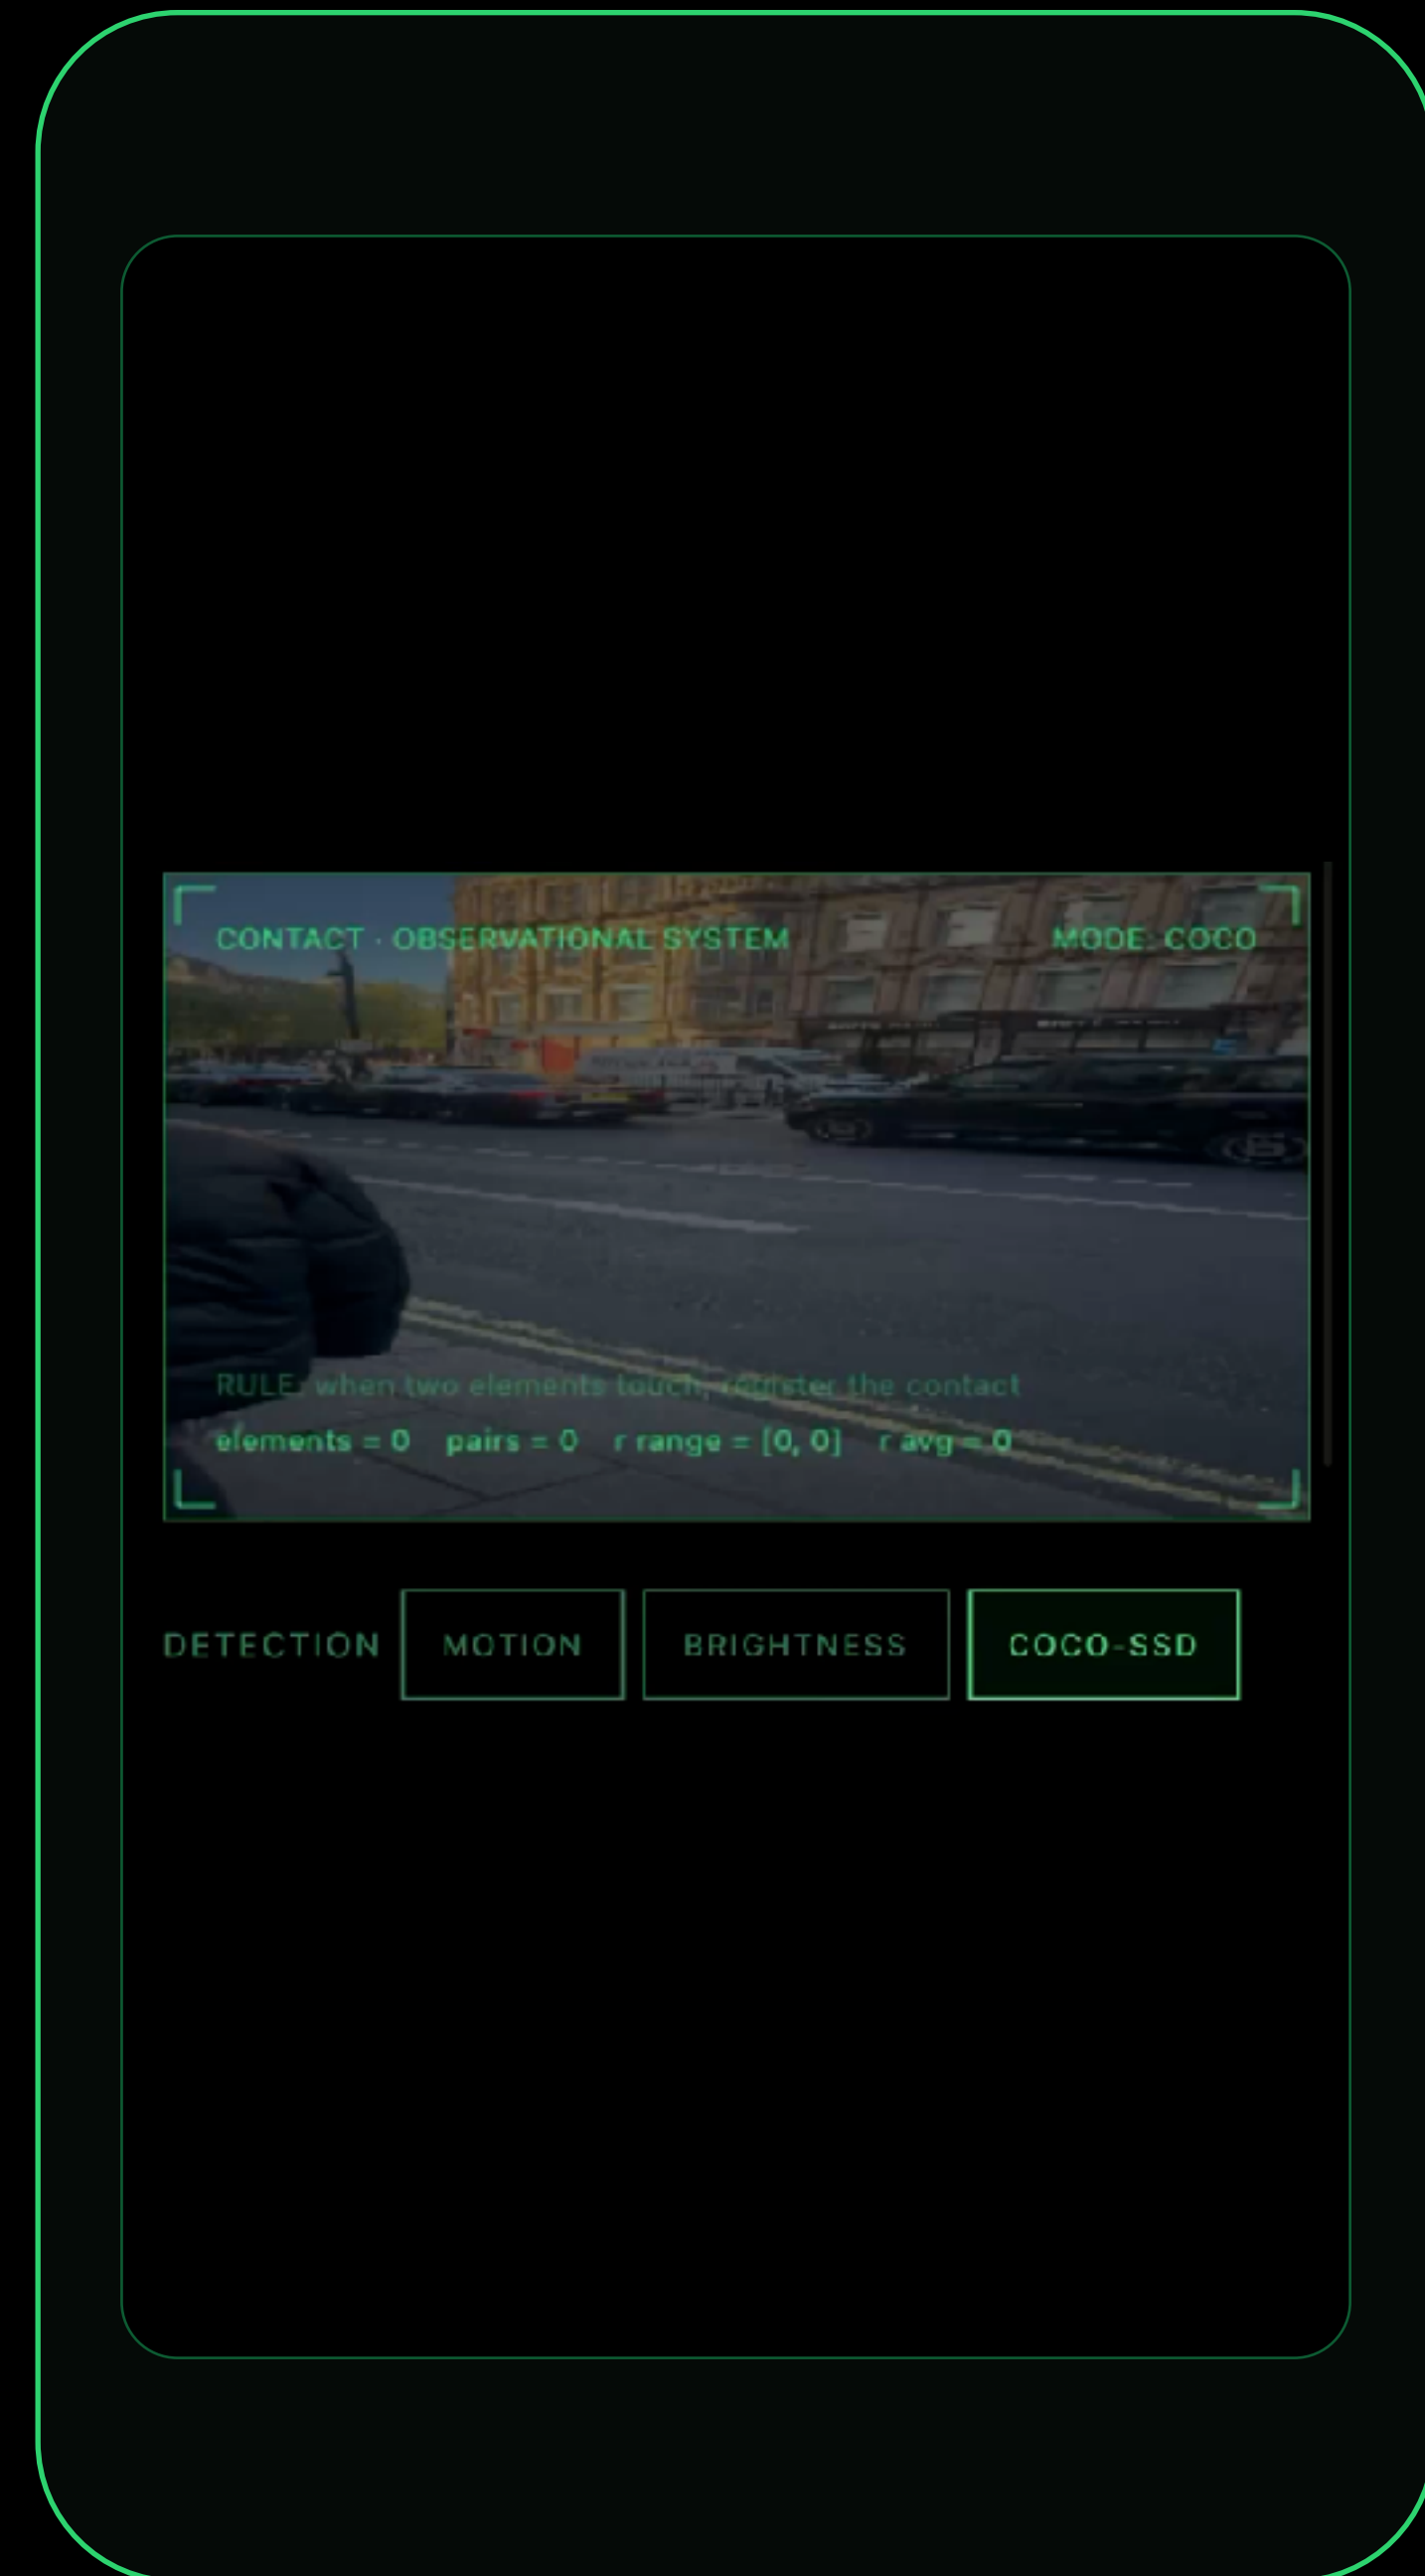 CONTACT · OBSERVATIONAL SYSTEM
MODE: COCO
RULE: when two elements touch, register the contact
elements = 0 pairs = 0 r range = [0, 0] r avg = 0
DETECTION
MOTION
BRIGHTNESS
COCO-SSD